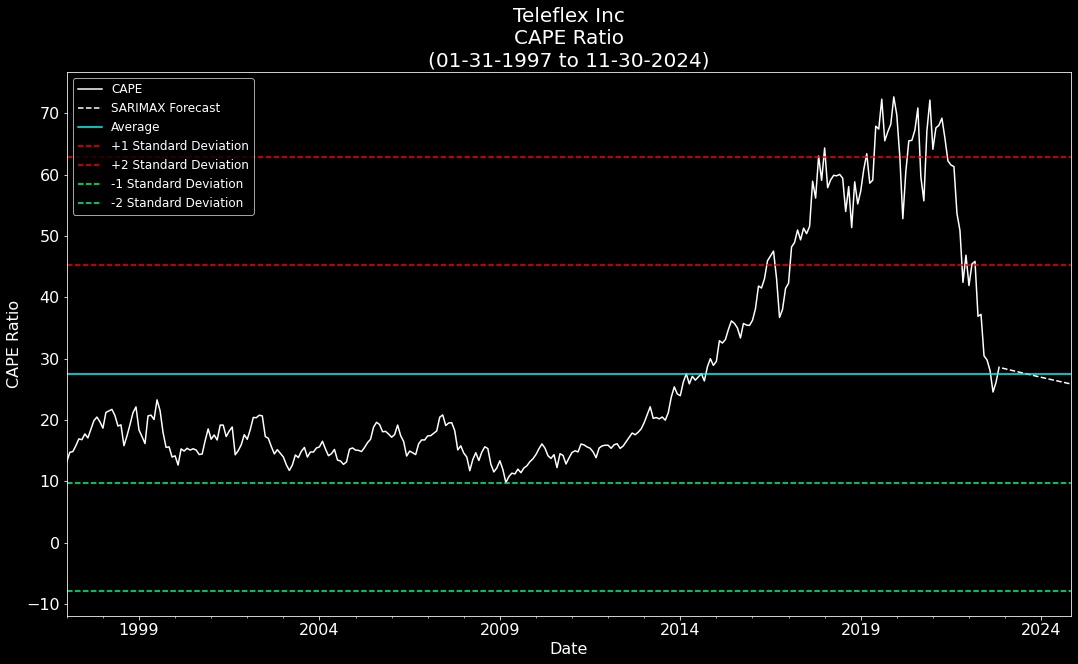 Teleflex Inc
CAPE Ratio
(01-31-1997 to 11-30-2024)
CAPE
SARIMAX Forecast
Average
+1 Standard Deviation
+2 Standard Deviation
-1 Standard Deviation
-2 Standard Deviation
CAPE Ratio
70
60
50
40
30
20
10
0
−10
1999 2004 2009 2014 2019 2024
Date